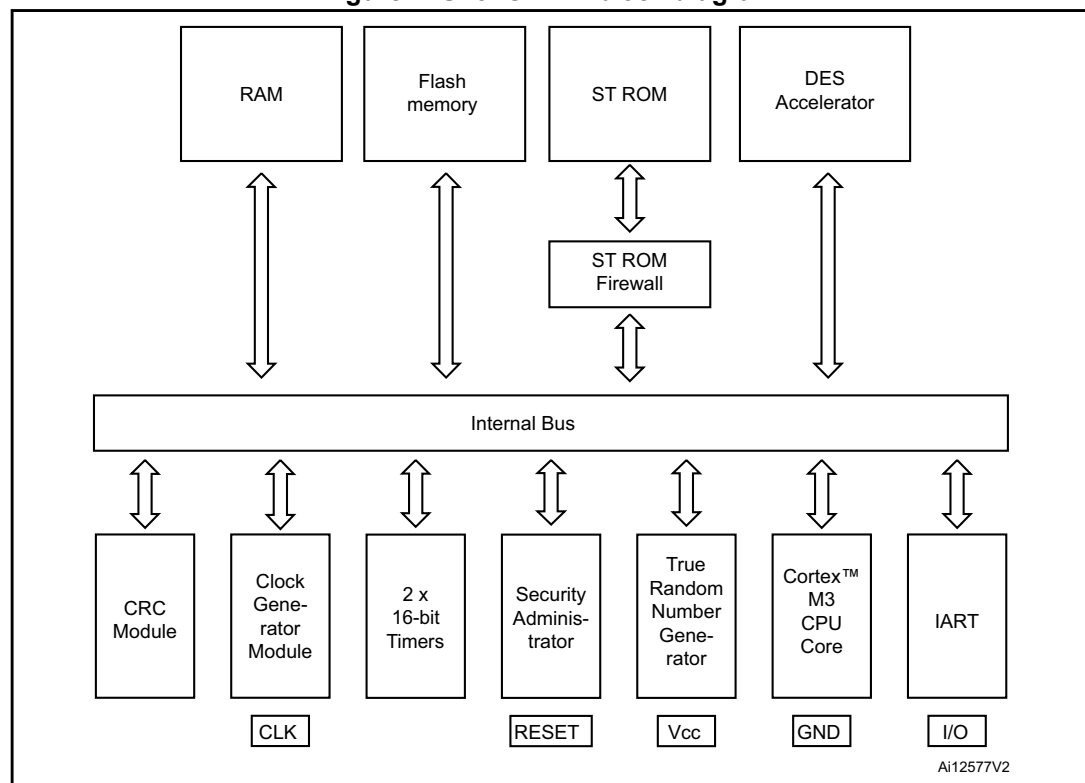 RAM
Flash
memory
ST ROM
DES
Accelerator
ST ROM
Firewall
Internal Bus
CRC
Module
Clock
Gene-
rator
Module
2 x
16-bit
Timers
Security
Adminis-
trator
True
Random
Number
Gene-
rator
Cortex™
M3
CPU
Core
IART
CLK
RESET
Vcc
GND
I/O
Ai12577V2